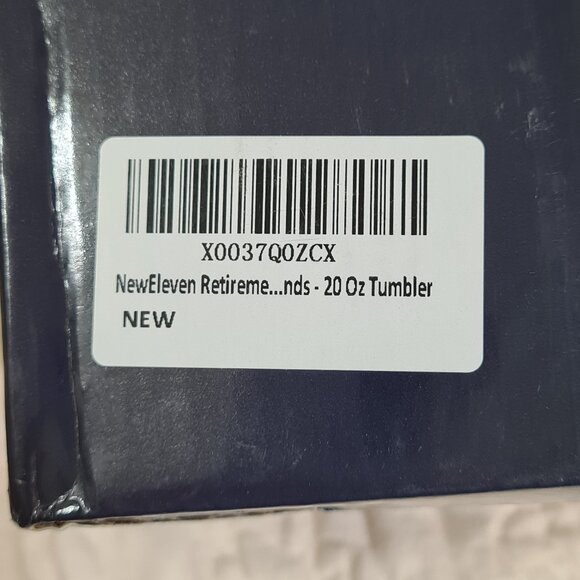 X0037Q0ZCX
NewEleven Retireme...nds - 20 Oz Tumbler
NEW